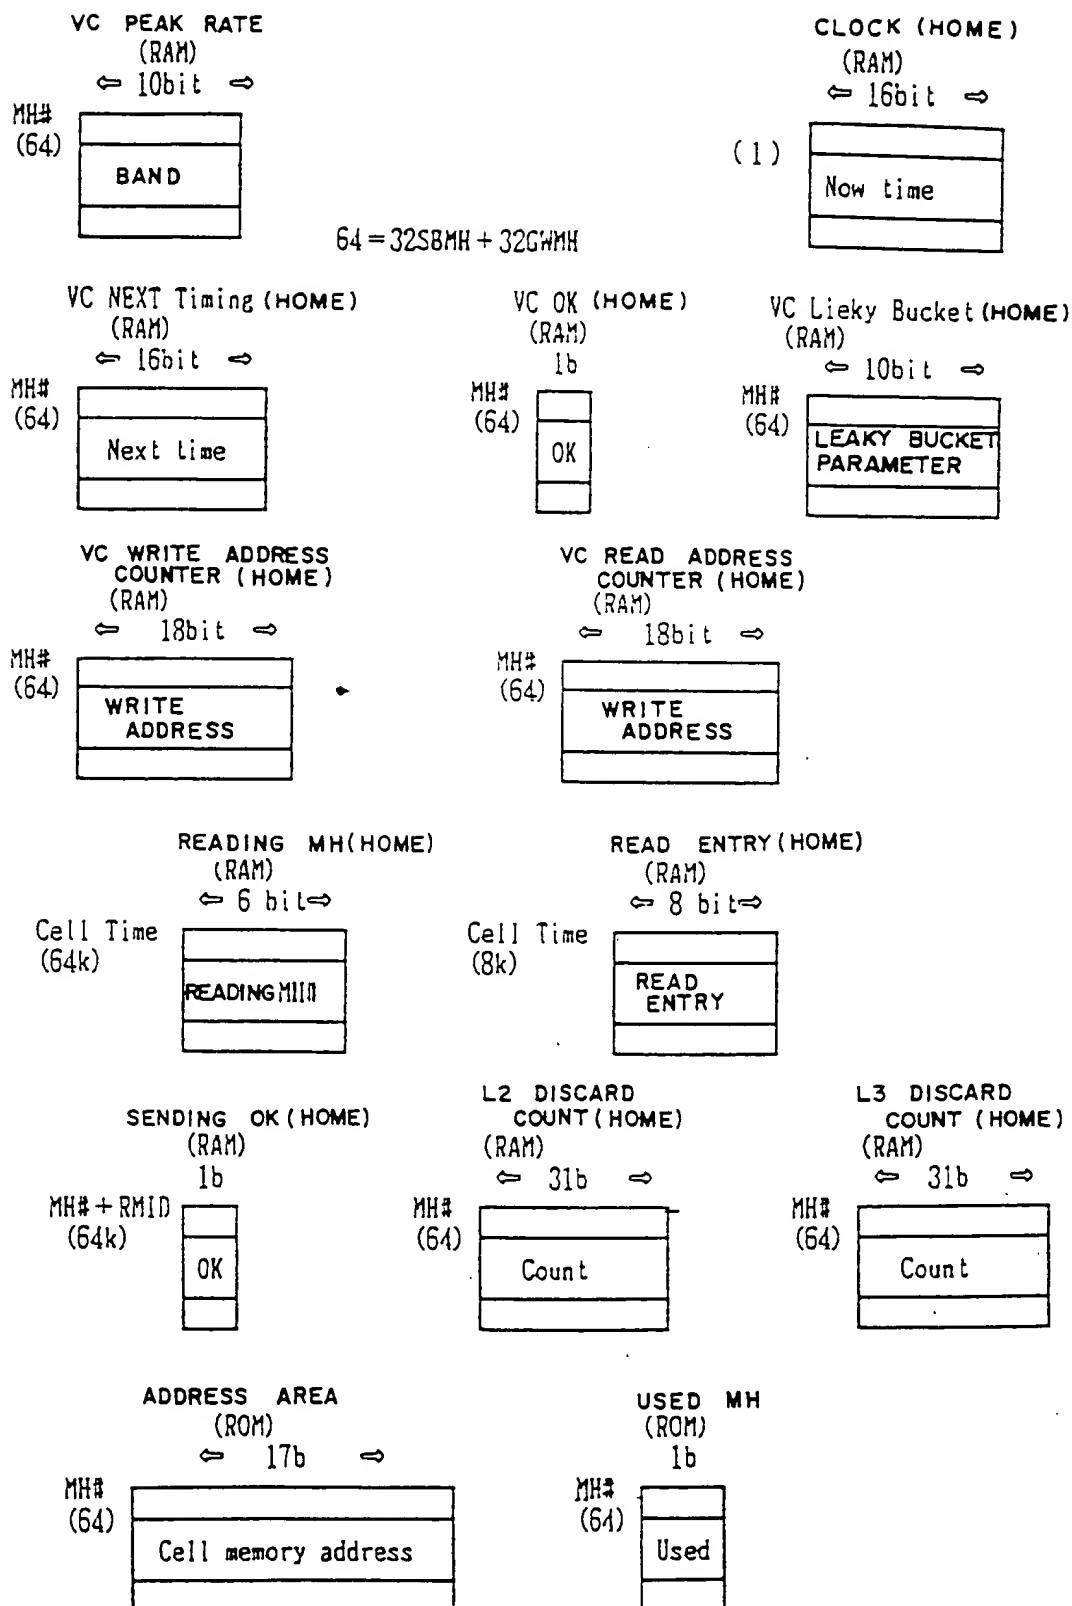 VC PEAK RATE
(RAM)
⇦ 10bit ⇨
MH#
(64)
BAND
CLOCK (HOME)
(RAM)
⇦ 16bit ⇨
(1)
Now time
64=32SBMH+32GWMH
VC NEXT Timing (HOME)
(RAM)
⇦ 16bit ⇨
MH#
(64)
Next time
VC OK (HOME)
(RAM)
1b
MH#
(64)
OK
VC Lieky Bucket (HOME)
(RAM)
⇦ 10bit ⇨
MH#
(64)
LEAKY BUCKET
PARAMETER
VC WRITE ADDRESS
COUNTER (HOME)
(RAM)
⇦ 18bit ⇨
MH#
(64)
WRITE
ADDRESS
VC READ ADDRESS
COUNTER (HOME)
(RAM)
⇦ 18bit ⇨
MH#
(64)
WRITE
ADDRESS
READING MH(HOME)
(RAM)
⇦ 6 bit⇨
Cell Time
(64k)
READING
READ ENTRY (HOME)
(RAM)
⇦ 8 bit⇨
Cell Time
(8k)
READ
ENTRY
SENDING OK (HOME)
(RAM)
1b
MH#+RMID
(64k)
OK
L2 DISCARD
COUNT (HOME)
(RAM)
⇦ 31b ⇨
MH#
(64)
Count
L3 DISCARD
COUNT (HOME)
(RAM)
⇦ 31b ⇨
MH#
(64)
Count
ADDRESS AREA
(ROM)
⇦ 17b ⇨
MH#
(64)
Cell memory address
USED MH
(ROM)
1b
MH#
(64)
Used